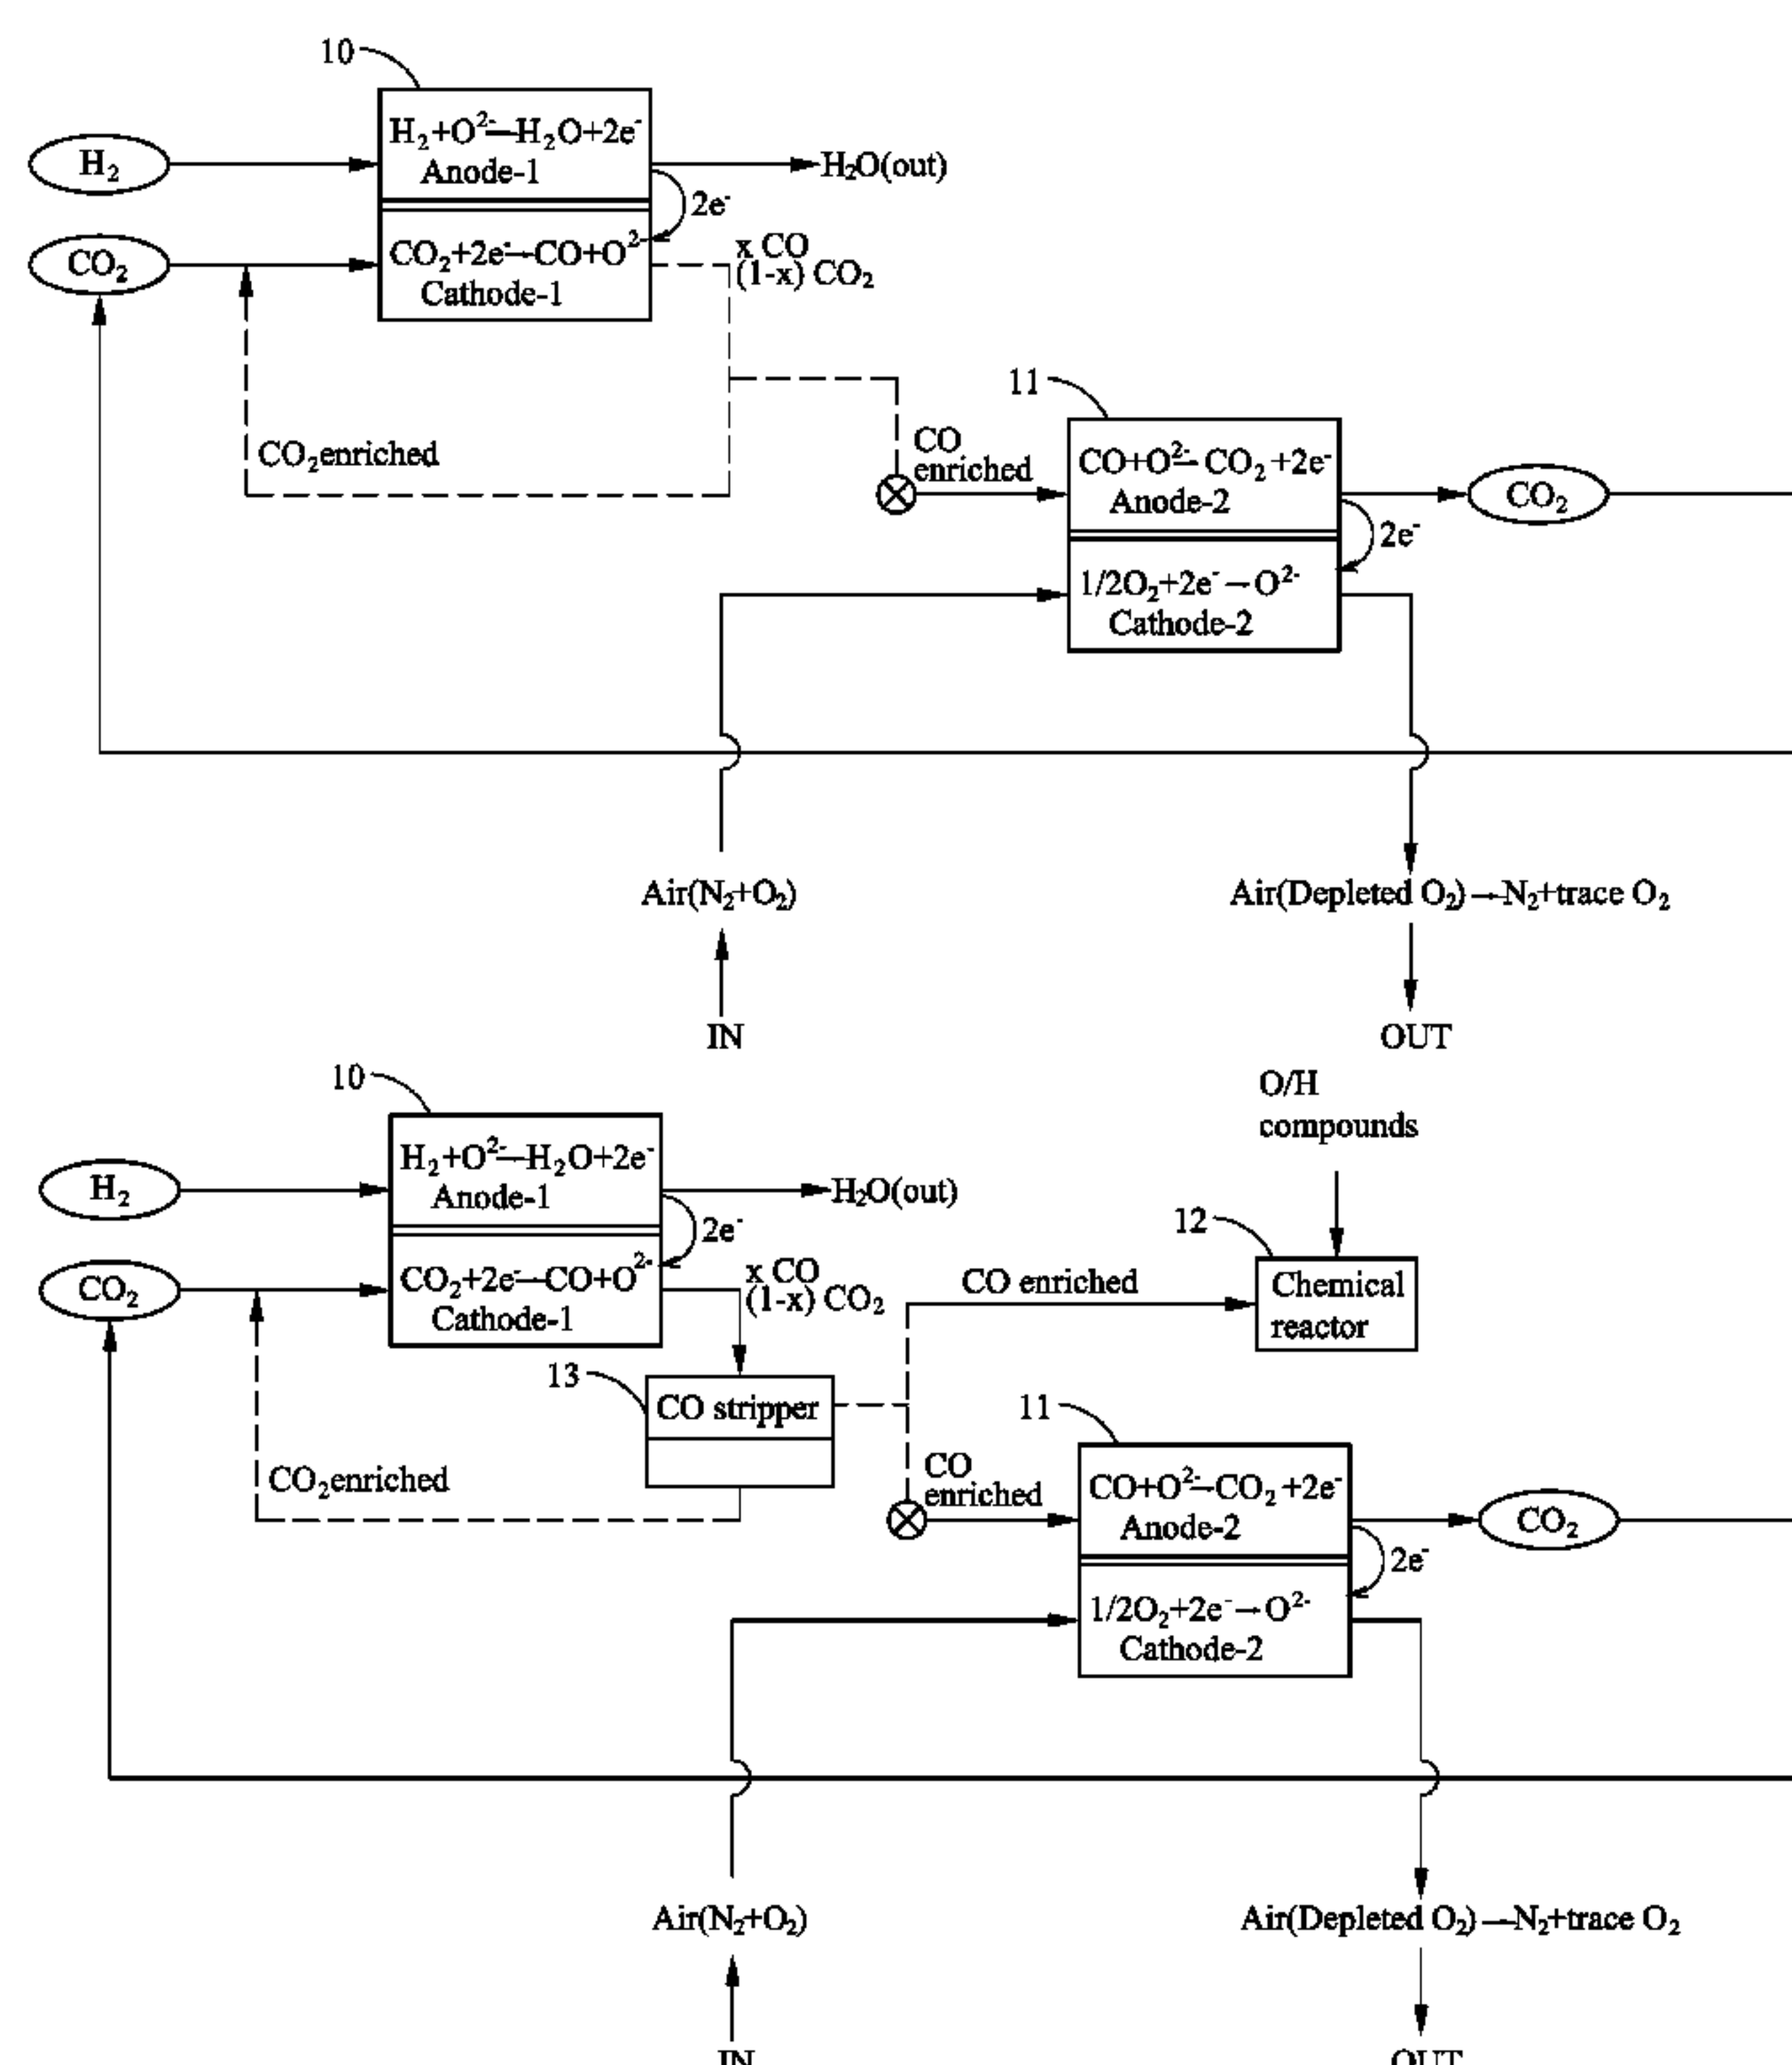 10
H₂+O²⁻—H₂O+2e⁻
Anode-1
H₂
H₂O(out)
2e⁻
CO₂
CO₂+2e⁻→CO+O²⁻
Cathode-1
x CO
(1-x) CO₂
CO₂enriched
11
CO
enriched
CO+O²⁻—CO₂+2e⁻
Anode-2
CO₂
2e⁻
1/2O₂+2e⁻→O²⁻
Cathode-2
Air(N₂+O₂)
Air(Depleted O₂)→N₂+trace O₂
IN
OUT
10
O/H
compounds
H₂+O²⁻—H₂O+2e⁻
Anode-1
H₂
H₂O(out)
2e⁻
12
CO₂
CO₂+2e⁻—CO+O²⁻
Cathode-1
x CO
(1-x) CO₂
CO enriched
Chemical
reactor
13
CO stripper
11
CO₂enriched
CO
enriched
CO+O²⁻—CO₂+2e⁻
Anode-2
CO₂
2e⁻
1/2O₂+2e⁻→O²⁻
Cathode-2
Air(N₂+O₂)
Air(Depleted O₂)—N₂+trace O₂
IN
OUT